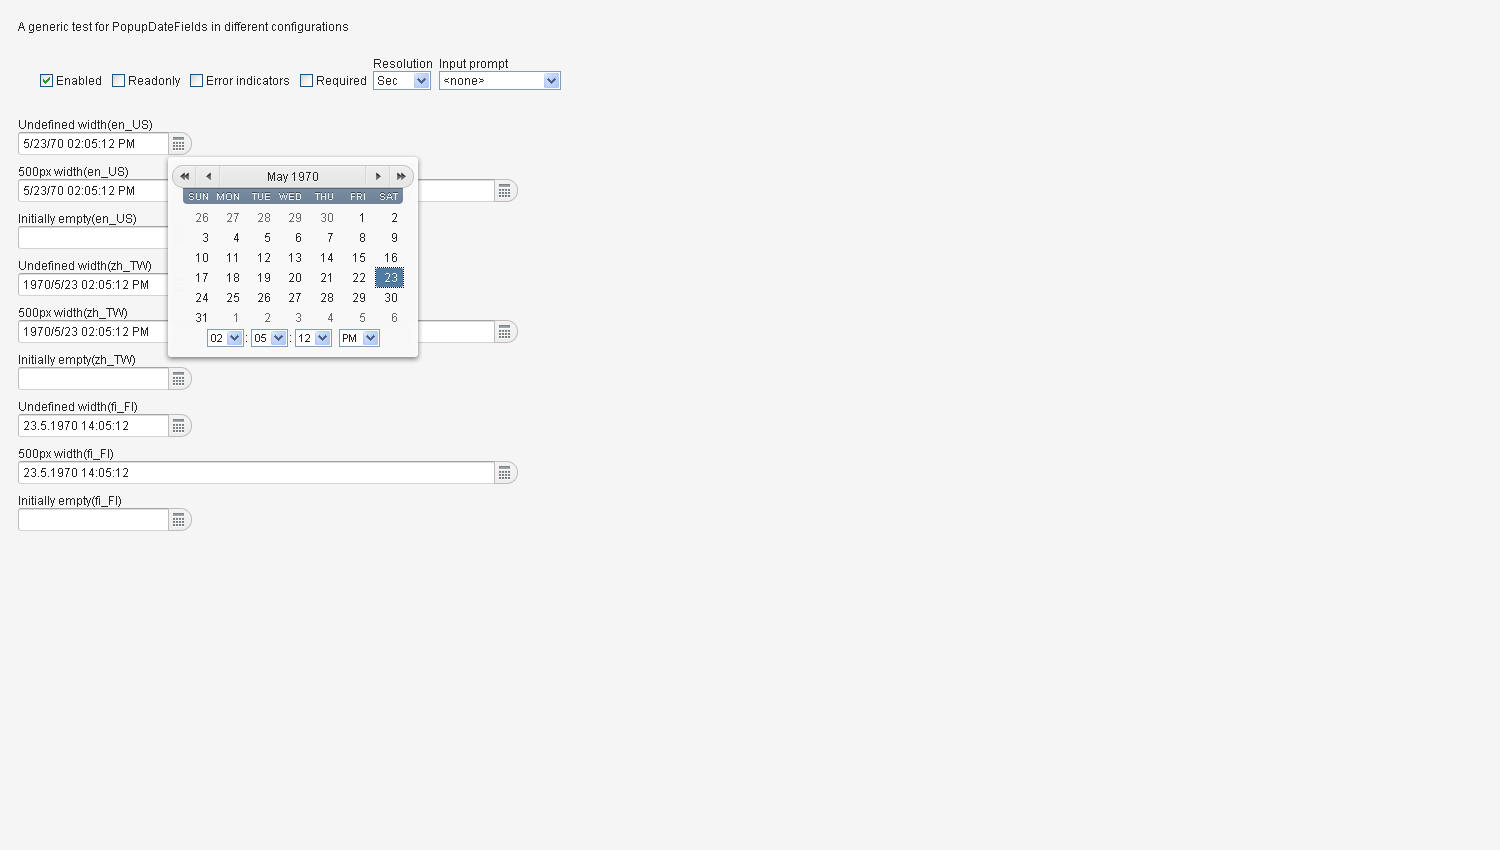 A generic test for PopupDateFields in different configurations
Resolution Input prompt
Enabled Readonly Error indicators Required Sec <none>
Undefined width(en_US)
5/23/70 02:05:12 PM
500px width(en_US)
5/23/70 02:05:12 PM
Initially empty(en_US)
Undefined width(zh_TW)
1970/5/23 02:05:12 PM
500px width(zh_TW)
1970/5/23 02:05:12 PM
Initially empty(zh_TW)
Undefined width(fi_FI)
23.5.1970 14:05:12
500px width(fi_FI)
23.5.1970 14:05:12
Initially empty(fi_FI)
May 1970
SUN MON TUE WED THU FRI SAT
26 27 28 29 30 1 2
3 4 5 6 7 8 9
10 11 12 13 14 15 16
17 18 19 20 21 22 23
24 25 26 27 28 29 30
31 1 2 3 4 5 6
02 : 05 : 12 PM